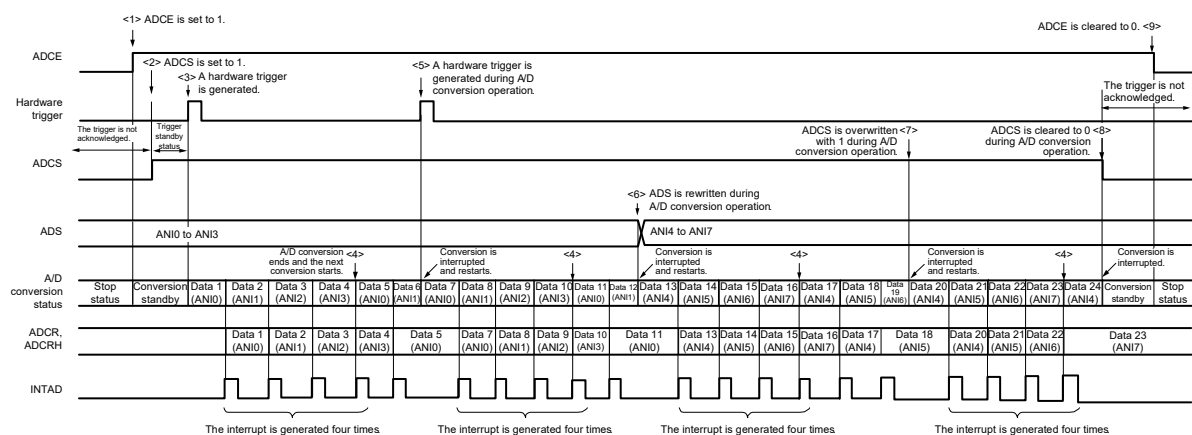 <1> ADCE is set to 1.
ADCE is cleared to 0. <9>
ADCE
<2> ADCS is set to 1.
<3> A hardware trigger
is generated.
<5> A hardware trigger is
generated during A/D
conversion operation.
The trigger is not
acknowledged.
Hardware
trigger
The trigger is not
acknowledged.
Trigger
standby
status
ADCS is overwritten <7>
with 1 during A/D
conversion operation.
ADCS is cleared to 0 <8>
during A/D conversion
operation.
ADCS
<6> ADS is rewritten during
A/D conversion operation.
ADS
ANI0 to ANI3
ANI4 to ANI7
A/D conversion
ends and the next
conversion starts.
<4>
Conversion is
interrupted
and restarts.
<4>
Conversion is
interrupted
and restarts.
<4>
Conversion is
interrupted
and restarts.
<4>
Conversion is
interrupted.
A/D
conversion
status
Stop
status
Conversion
standby
Data 1
(ANI0)
Data 2
(ANI1)
Data 3
(ANI2)
Data 4
(ANI3)
Data 5
(ANI0)
Data 6
(ANI1)
Data 7
(ANI0)
Data 8
(ANI1)
Data 9
(ANI2)
Data 10
(ANI3)
Data 11
(ANI0)
Data 12
(ANI1)
Data 13
(ANI4)
Data 14
(ANI5)
Data 15
(ANI6)
Data 16
(ANI7)
Data 17
(ANI4)
Data 18
(ANI5)
Data
19
(ANI6)
Data 20
(ANI4)
Data 21
(ANI5)
Data 22
(ANI6)
Data 23
(ANI7)
Data 24
(ANI4)
Conversion
standby
Stop
status
ADCR,
ADCRH
Data 1
(ANI0)
Data 2
(ANI1)
Data 3
(ANI2)
Data 4
(ANI3)
Data 5
(ANI0)
Data 7
(ANI0)
Data 8
(ANI1)
Data 9
(ANI2)
Data 10
(ANI3)
Data 11
(ANI0)
Data 13
(ANI4)
Data 14
(ANI5)
Data 15
(ANI6)
Data 16
(ANI7)
Data 17
(ANI4)
Data 18
(ANI5)
Data 20
(ANI4)
Data 21
(ANI5)
Data 22
(ANI6)
Data 23
(ANI7)
INTAD
The interrupt is generated four times.
The interrupt is generated four times.
The interrupt is generated four times.
The interrupt is generated four times.